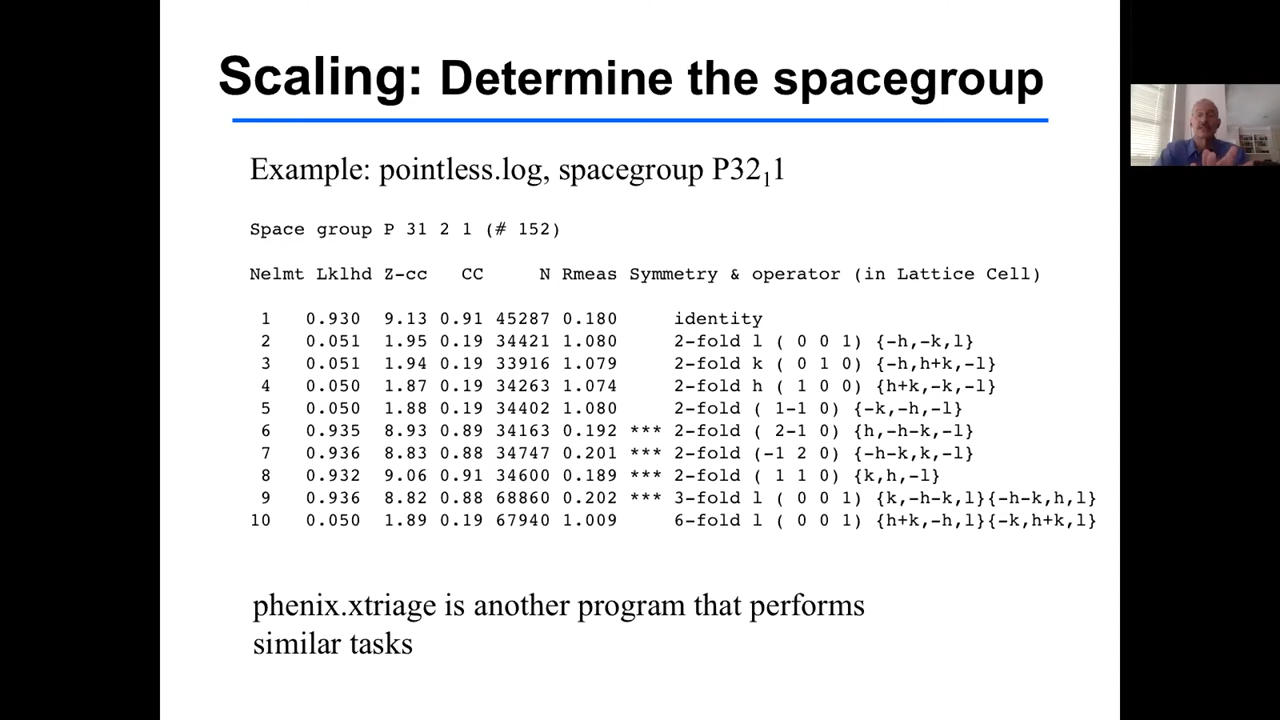 Scaling: Determine the spacegroup
Example: pointless.log, spacegroup P32₁1
Space group P 31 2 1 (# 152)
Nelmt Lklhd Z-cc CC N Rmeas Symmetry & operator (in Lattice Cell)
1 0.930 9.13 0.91 45287 0.180 identity
2 0.051 1.95 0.19 34421 1.080 2-fold l ( 0 0 1) {-h,-k,l}
3 0.051 1.94 0.19 33916 1.079 2-fold k ( 0 1 0) {-h,h+k,-l}
4 0.050 1.87 0.19 34263 1.074 2-fold h ( 1 0 0) {h+k,-k,-l}
5 0.050 1.88 0.19 34402 1.080 2-fold ( 1-1 0) {-k,-h,-l}
6 0.935 8.93 0.89 34163 0.192 *** 2-fold ( 2-1 0) {h,-h-k,-l}
7 0.936 8.83 0.88 34747 0.201 *** 2-fold (-1 2 0) {-h-k,k,-l}
8 0.932 9.06 0.91 34600 0.189 *** 2-fold ( 1 1 0) {k,h,-l}
9 0.936 8.82 0.88 68860 0.202 *** 3-fold l ( 0 0 1) {k,-h-k,l}{-h-k,h,l}
10 0.050 1.89 0.19 67940 1.009 6-fold l ( 0 0 1) {h+k,-h,l}{-k,h+k,l}
phenix.xtriage is another program that performs
similar tasks